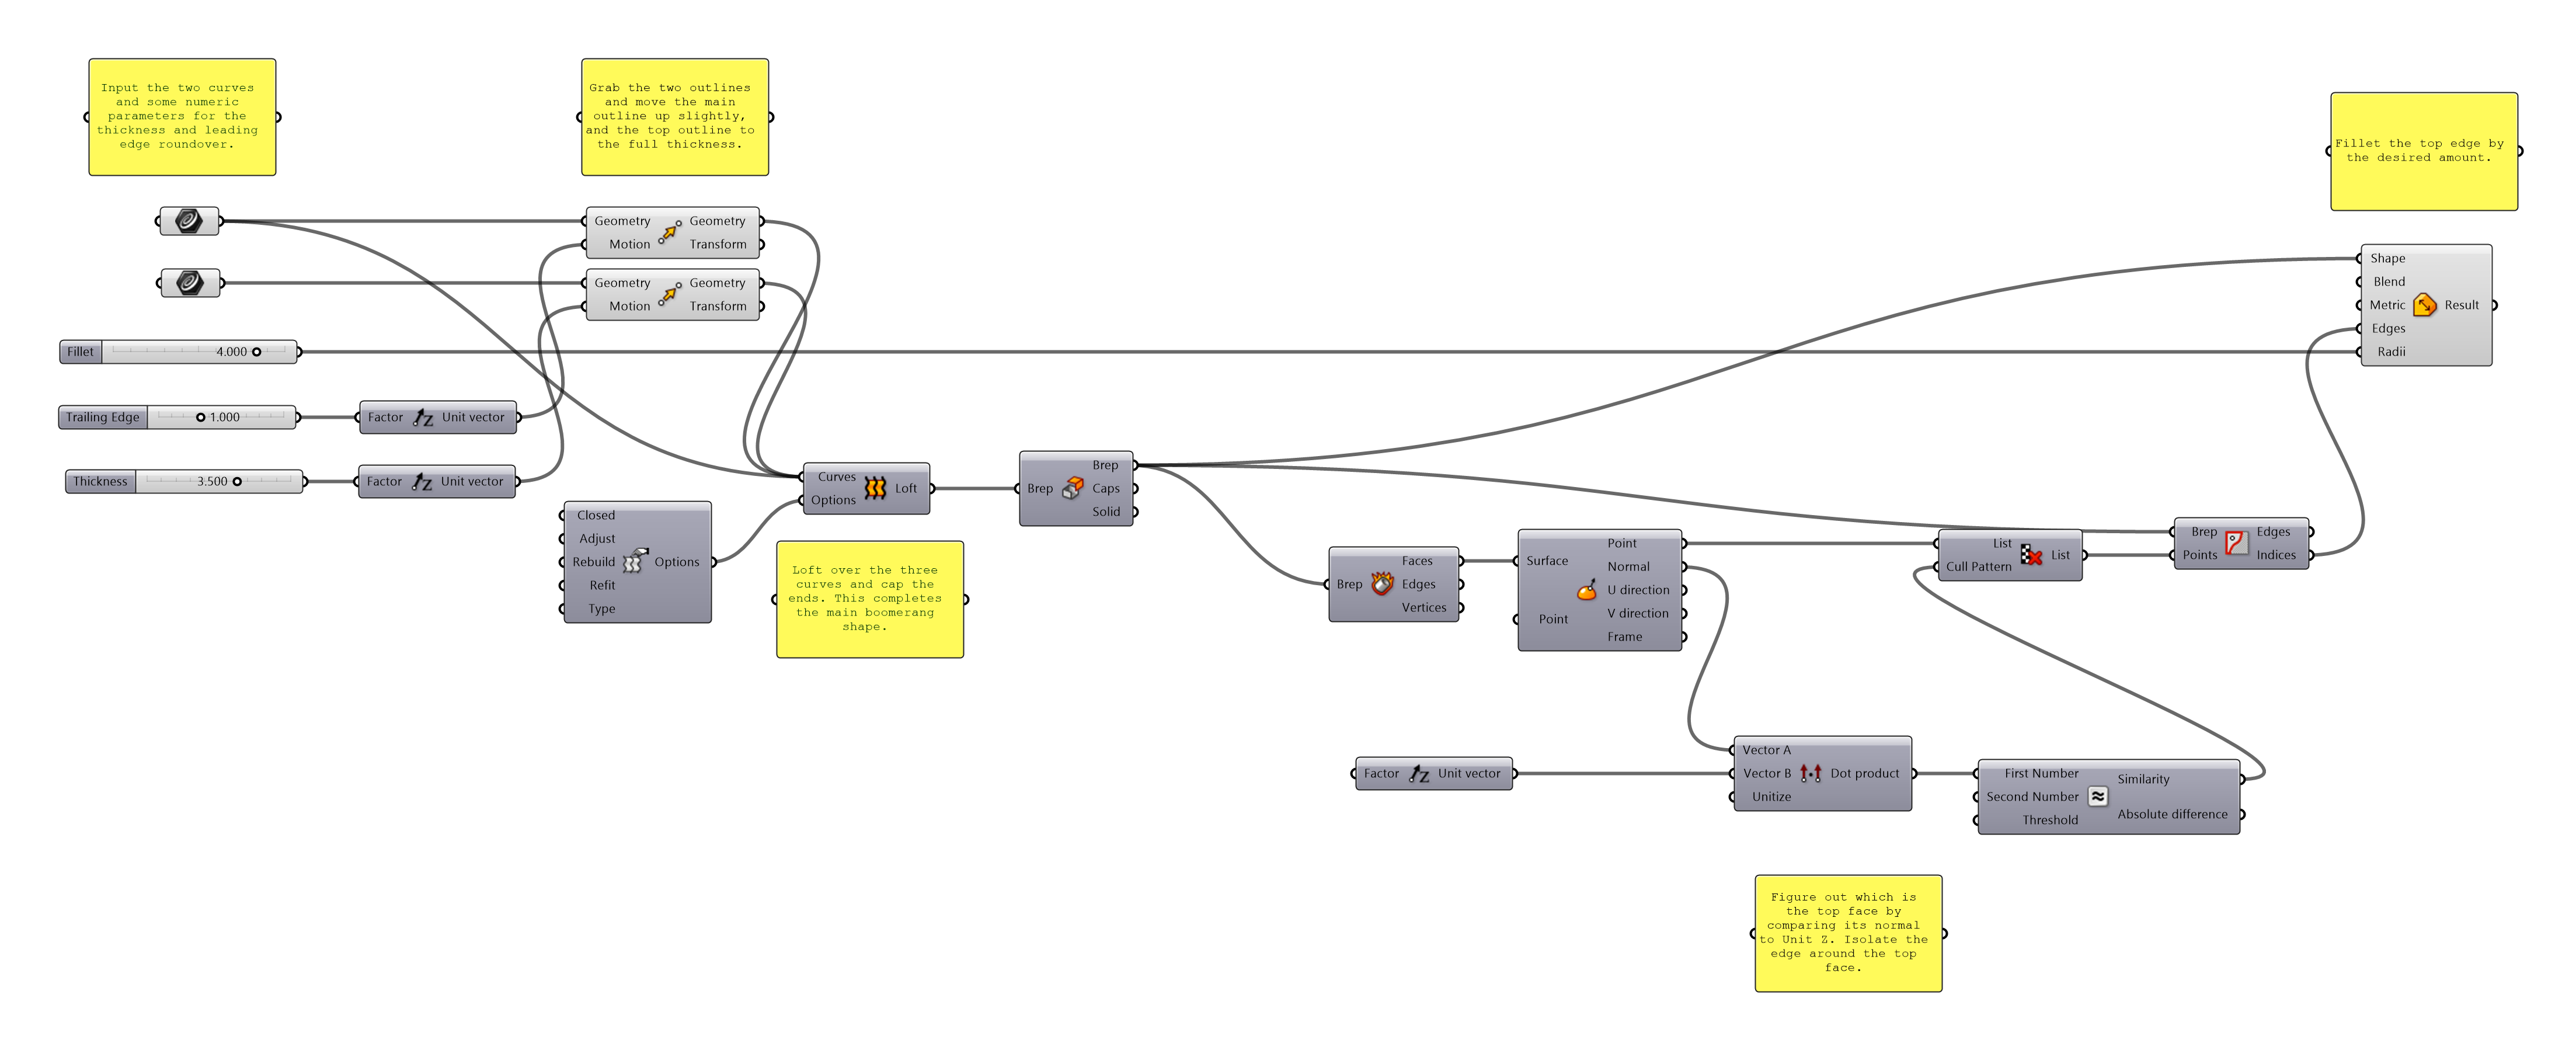 Input the two curves
and some numeric
parameters for the
thickness and leading
edge roundover.
Grab the two outlines
and move the main
outline up slightly,
and the top outline to
the full thickness.
Fillet the top edge by
the desired amount.
Geometry Geometry
Motion Transform
Geometry Geometry
Motion Transform
Shape
Blend
Metric Result
Edges
Radii
Fillet 4.000
Trailing Edge 1.000
Factor Z Unit vector
Thickness 3.500
Factor Z Unit vector
Curves
Options
Loft
Brep
Brep
Caps
Solid
Closed
Adjust
Rebuild
Refit
Type
Options
Loft over the three
curves and cap the
ends. This completes
the main boomerang
shape.
Brep
Faces
Edges
Vertices
Surface
Point
Point
Normal
U direction
V direction
Frame
List
Cull Pattern
List
Brep Edges
Points Indices
Factor Z Unit vector
Vector A
Vector B
Unitize
Dot product
First Number
Second Number
Threshold
Similarity
Absolute difference
Figure out which is
the top face by
comparing its normal
to Unit Z. Isolate the
edge around the top
face.